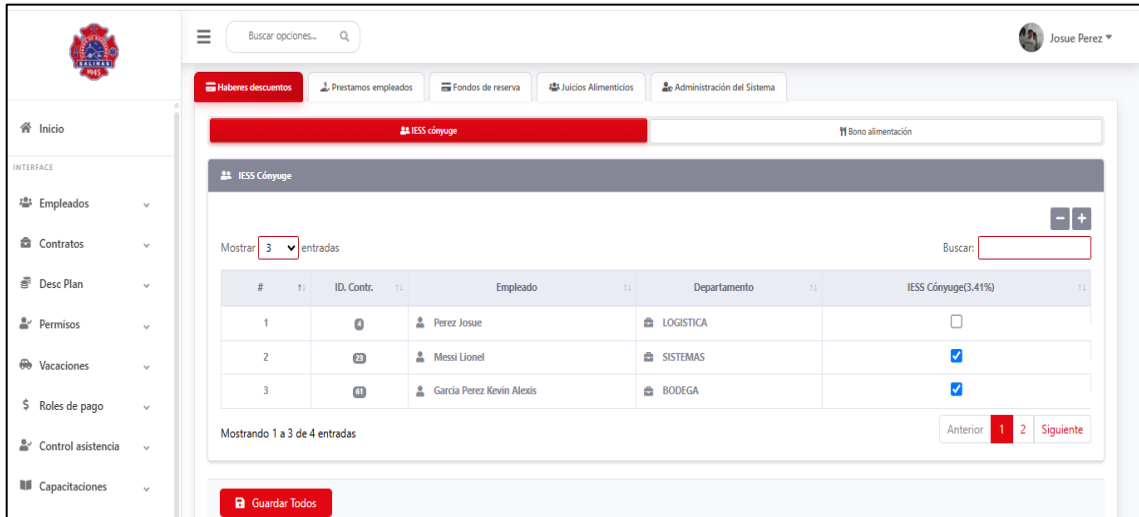 SALINAS
1945
Buscar opciones...
Josue Perez
Inicio
INTERFACE
Empleados
Contratos
Desc Plan
Permisos
Vacaciones
Roles de pago
Control asistencia
Capacitaciones
Haberes descuentos Prestamos empleados Fondos de reserva Juicios Alimenticios Administración del Sistema
IESS cónyuge Bono alimentación
IESS Cónyuge
Mostrar 3 entradas Buscar:
# ID. Contr. Empleado Departamento IESS Cónyuge(3.41%)
1 4 Perez Josue LOGISTICA
2 23 Messi Lionel SISTEMAS
3 61 Garcia Perez Kevin Alexis BODEGA
Mostrando 1 a 3 de 4 entradas Anterior 1 2 Siguiente
Guardar Todos